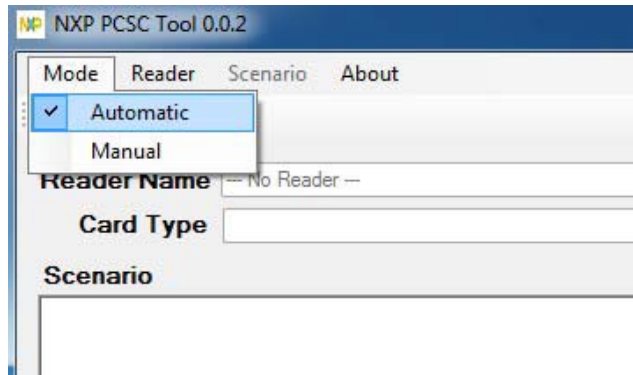 NXP NXP PCSC Tool 0.0.2
Mode Reader Scenario About
Automatic
Manual
Reader Name --- No Reader ---
Card Type
Scenario